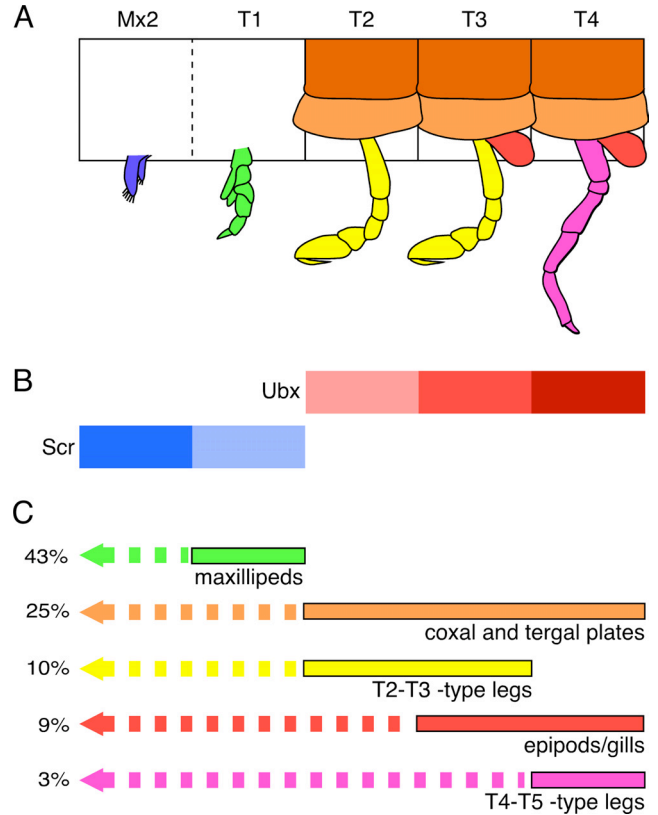 A
Mx2 T1 T2 T3 T4
B
Ubx
Scr
C
43%
maxillipeds
25%
coxal and tergal plates
10%
T2-T3 -type legs
9%
epipods/gills
3%
T4-T5 -type legs